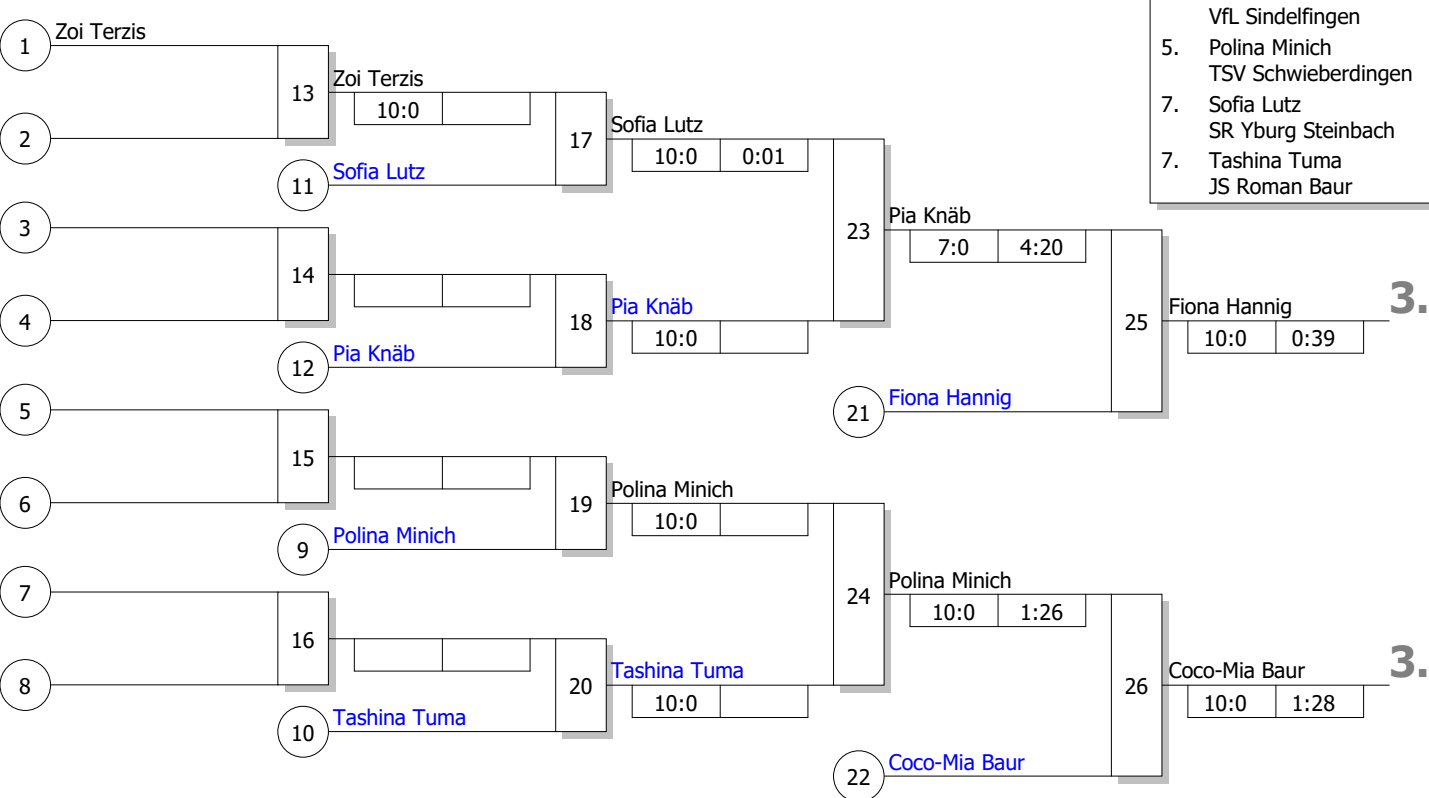 VfL Sindelfingen
5. Polina Minich
TSV Schwieberdingen
7. Sofia Lutz
SR Yburg Steinbach
7. Tashina Tuma
JS Roman Baur
1 Zoi Terzis
13 Zoi Terzis
10:0
2
17 Sofia Lutz
10:0 0:01
11 Sofia Lutz
3
23 Pia Knäb
7:0 4:20
14
4
18 Pia Knäb
10:0
12 Pia Knäb
25 Fiona Hannig 3.
10:0 0:39
21 Fiona Hannig
5
15
6
19 Polina Minich
10:0
9 Polina Minich
7
24 Polina Minich
10:0 1:26
16
8
20 Tashina Tuma
10:0
10 Tashina Tuma
26 Coco-Mia Baur 3.
10:0 1:28
22 Coco-Mia Baur